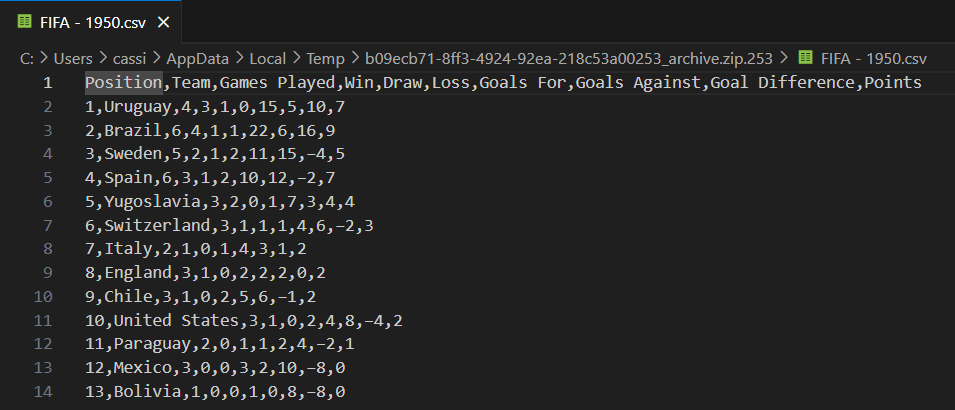 FIFA - 1950.csv
C: > Users > cassi > AppData > Local > Temp > b09ecb71-8ff3-4924-92ea-218c53a00253_archive.zip.253 > FIFA - 1950.csv
1 Position,Team,Games Played,Win,Draw,Loss,Goals For,Goals Against,Goal Difference,Points
2 1,Uruguay,4,3,1,0,15,5,10,7
3 2,Brazil,6,4,1,1,22,6,16,9
4 3,Sweden,5,2,1,2,11,15,−4,5
5 4,Spain,6,3,1,2,10,12,−2,7
6 5,Yugoslavia,3,2,0,1,7,3,4,4
7 6,Switzerland,3,1,1,1,4,6,−2,3
8 7,Italy,2,1,0,1,4,3,1,2
9 8,England,3,1,0,2,2,2,0,2
10 9,Chile,3,1,0,2,5,6,−1,2
11 10,United States,3,1,0,2,4,8,−4,2
12 11,Paraguay,2,0,1,1,2,4,−2,1
13 12,Mexico,3,0,0,3,2,10,−8,0
14 13,Bolivia,1,0,0,1,0,8,−8,0